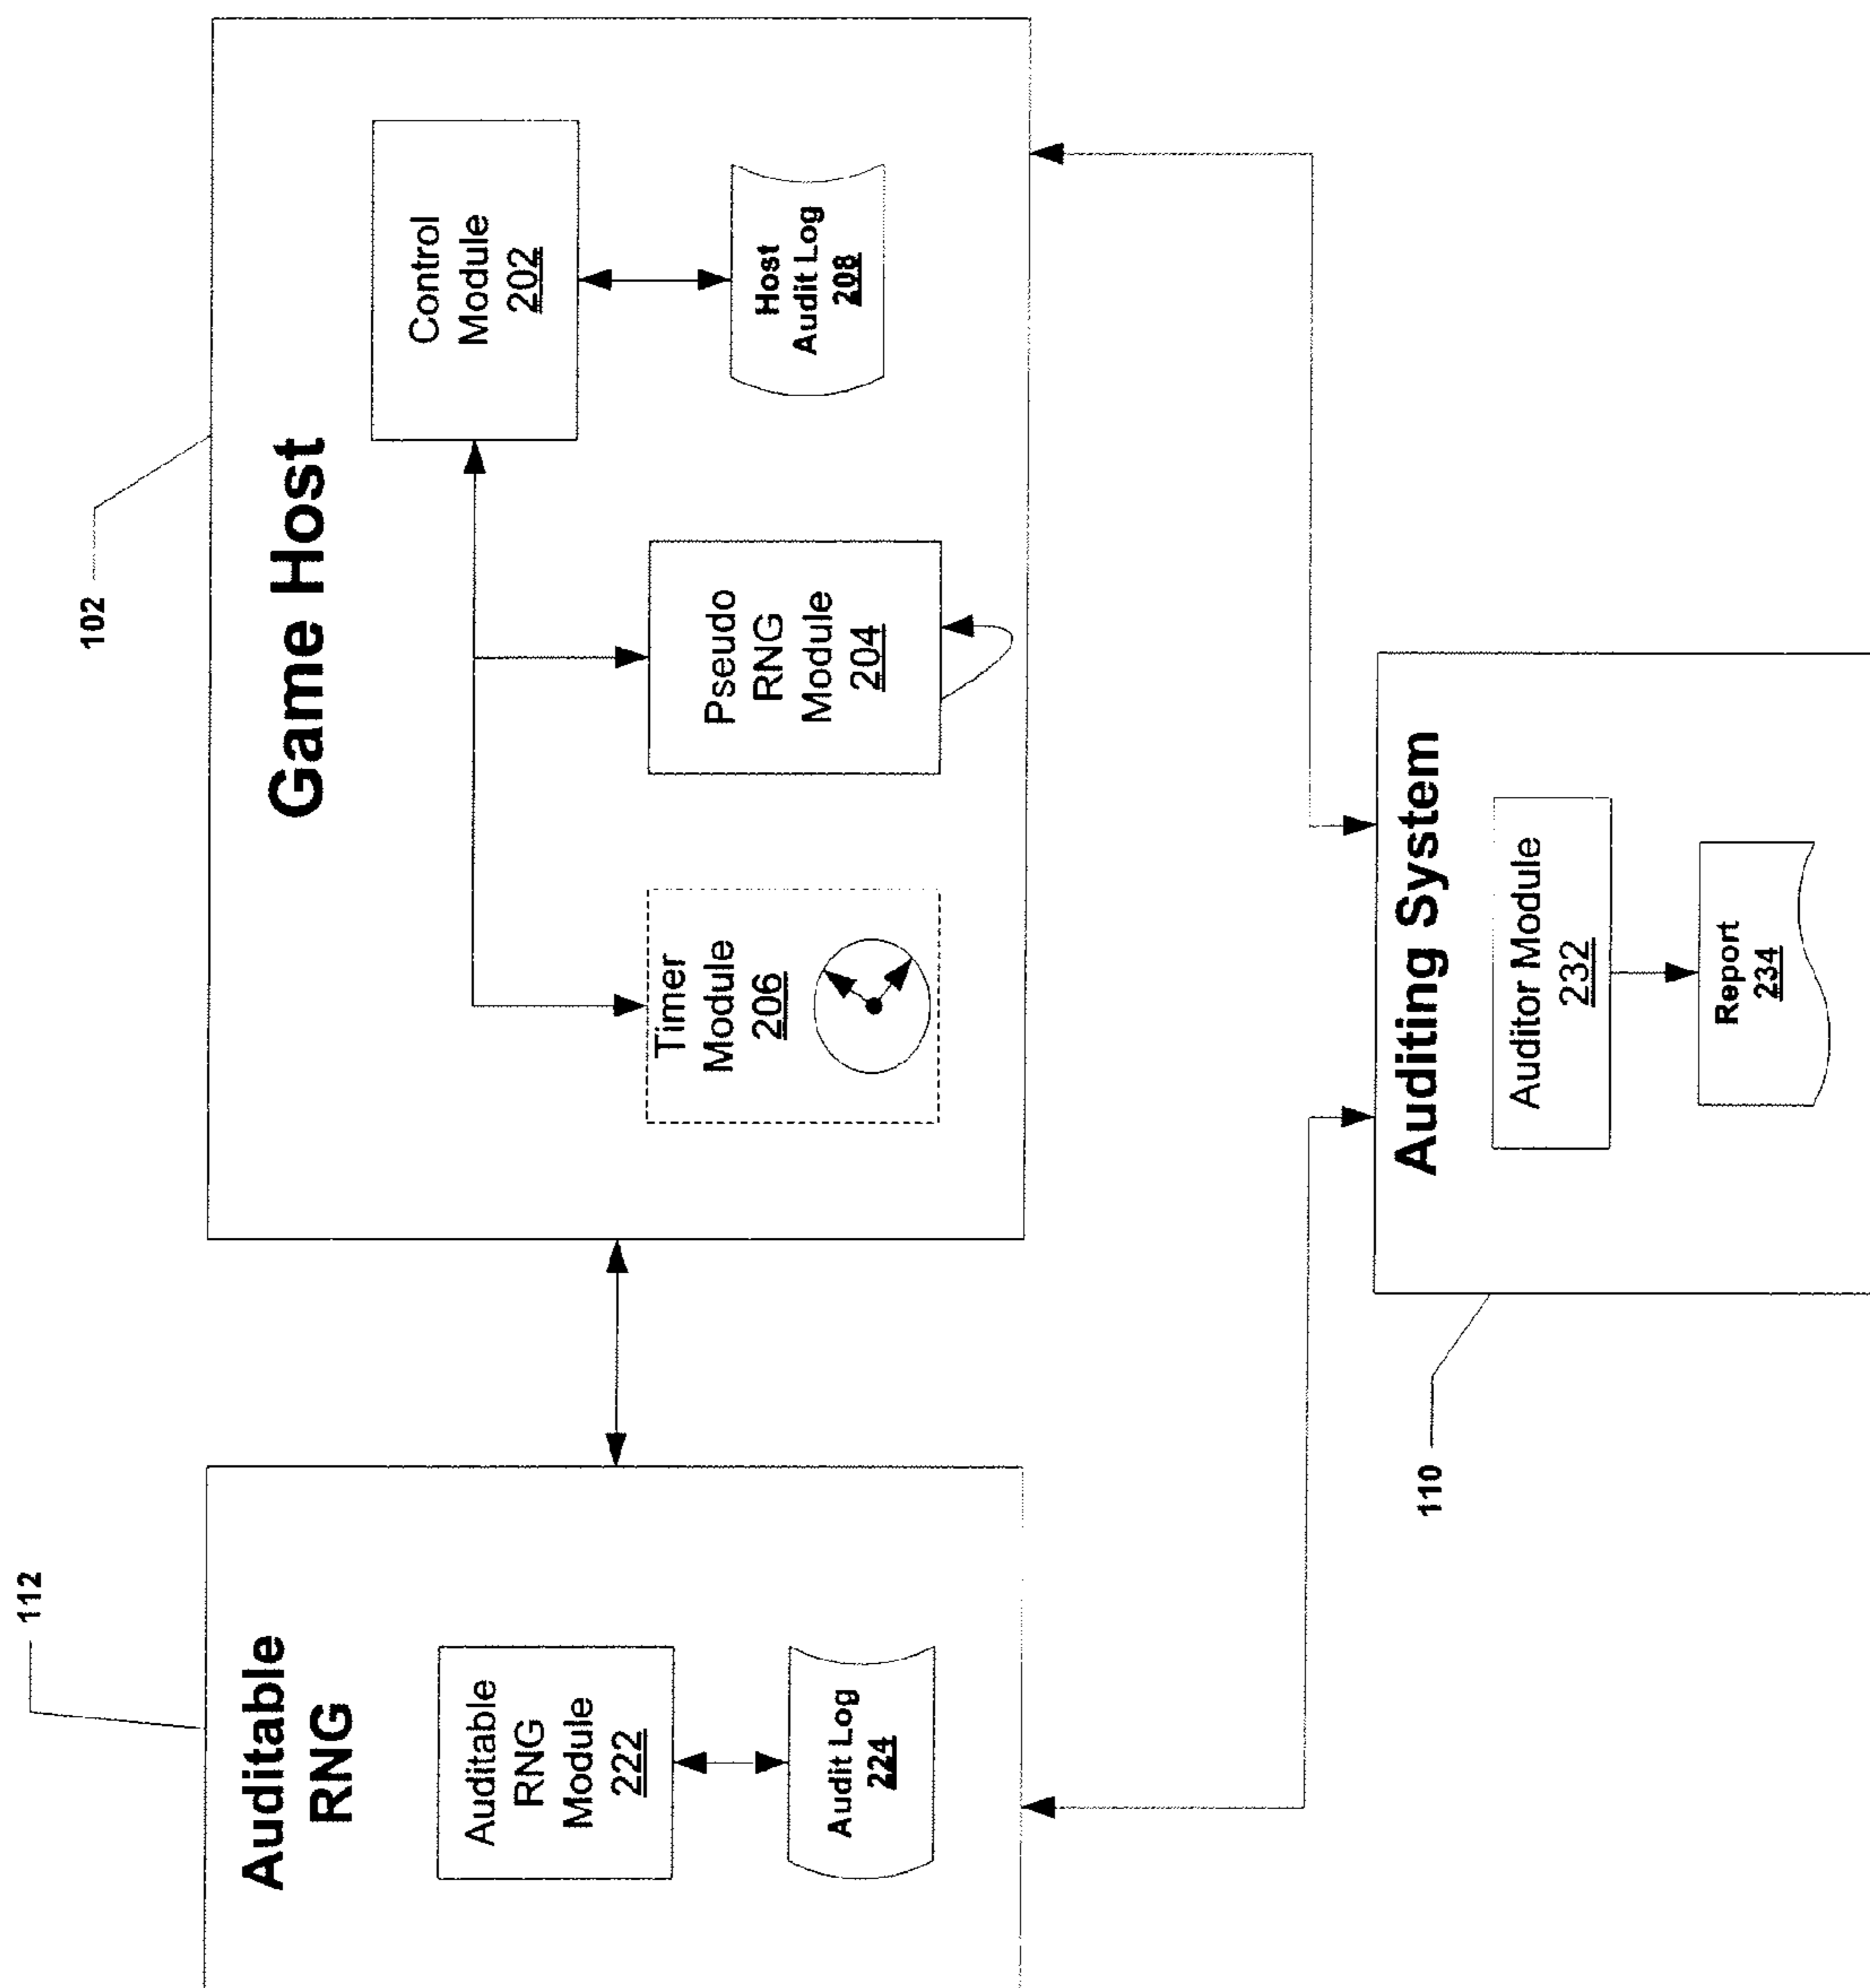 112
Auditable
RNG
Auditable
RNG
Module
222
Audit Log
224
102
Game Host
Timer
Module
206
Pseudo
RNG
Module
204
Control
Module
202
Host
Audit Log
208
110
Auditing System
Auditor Module
232
Report
234